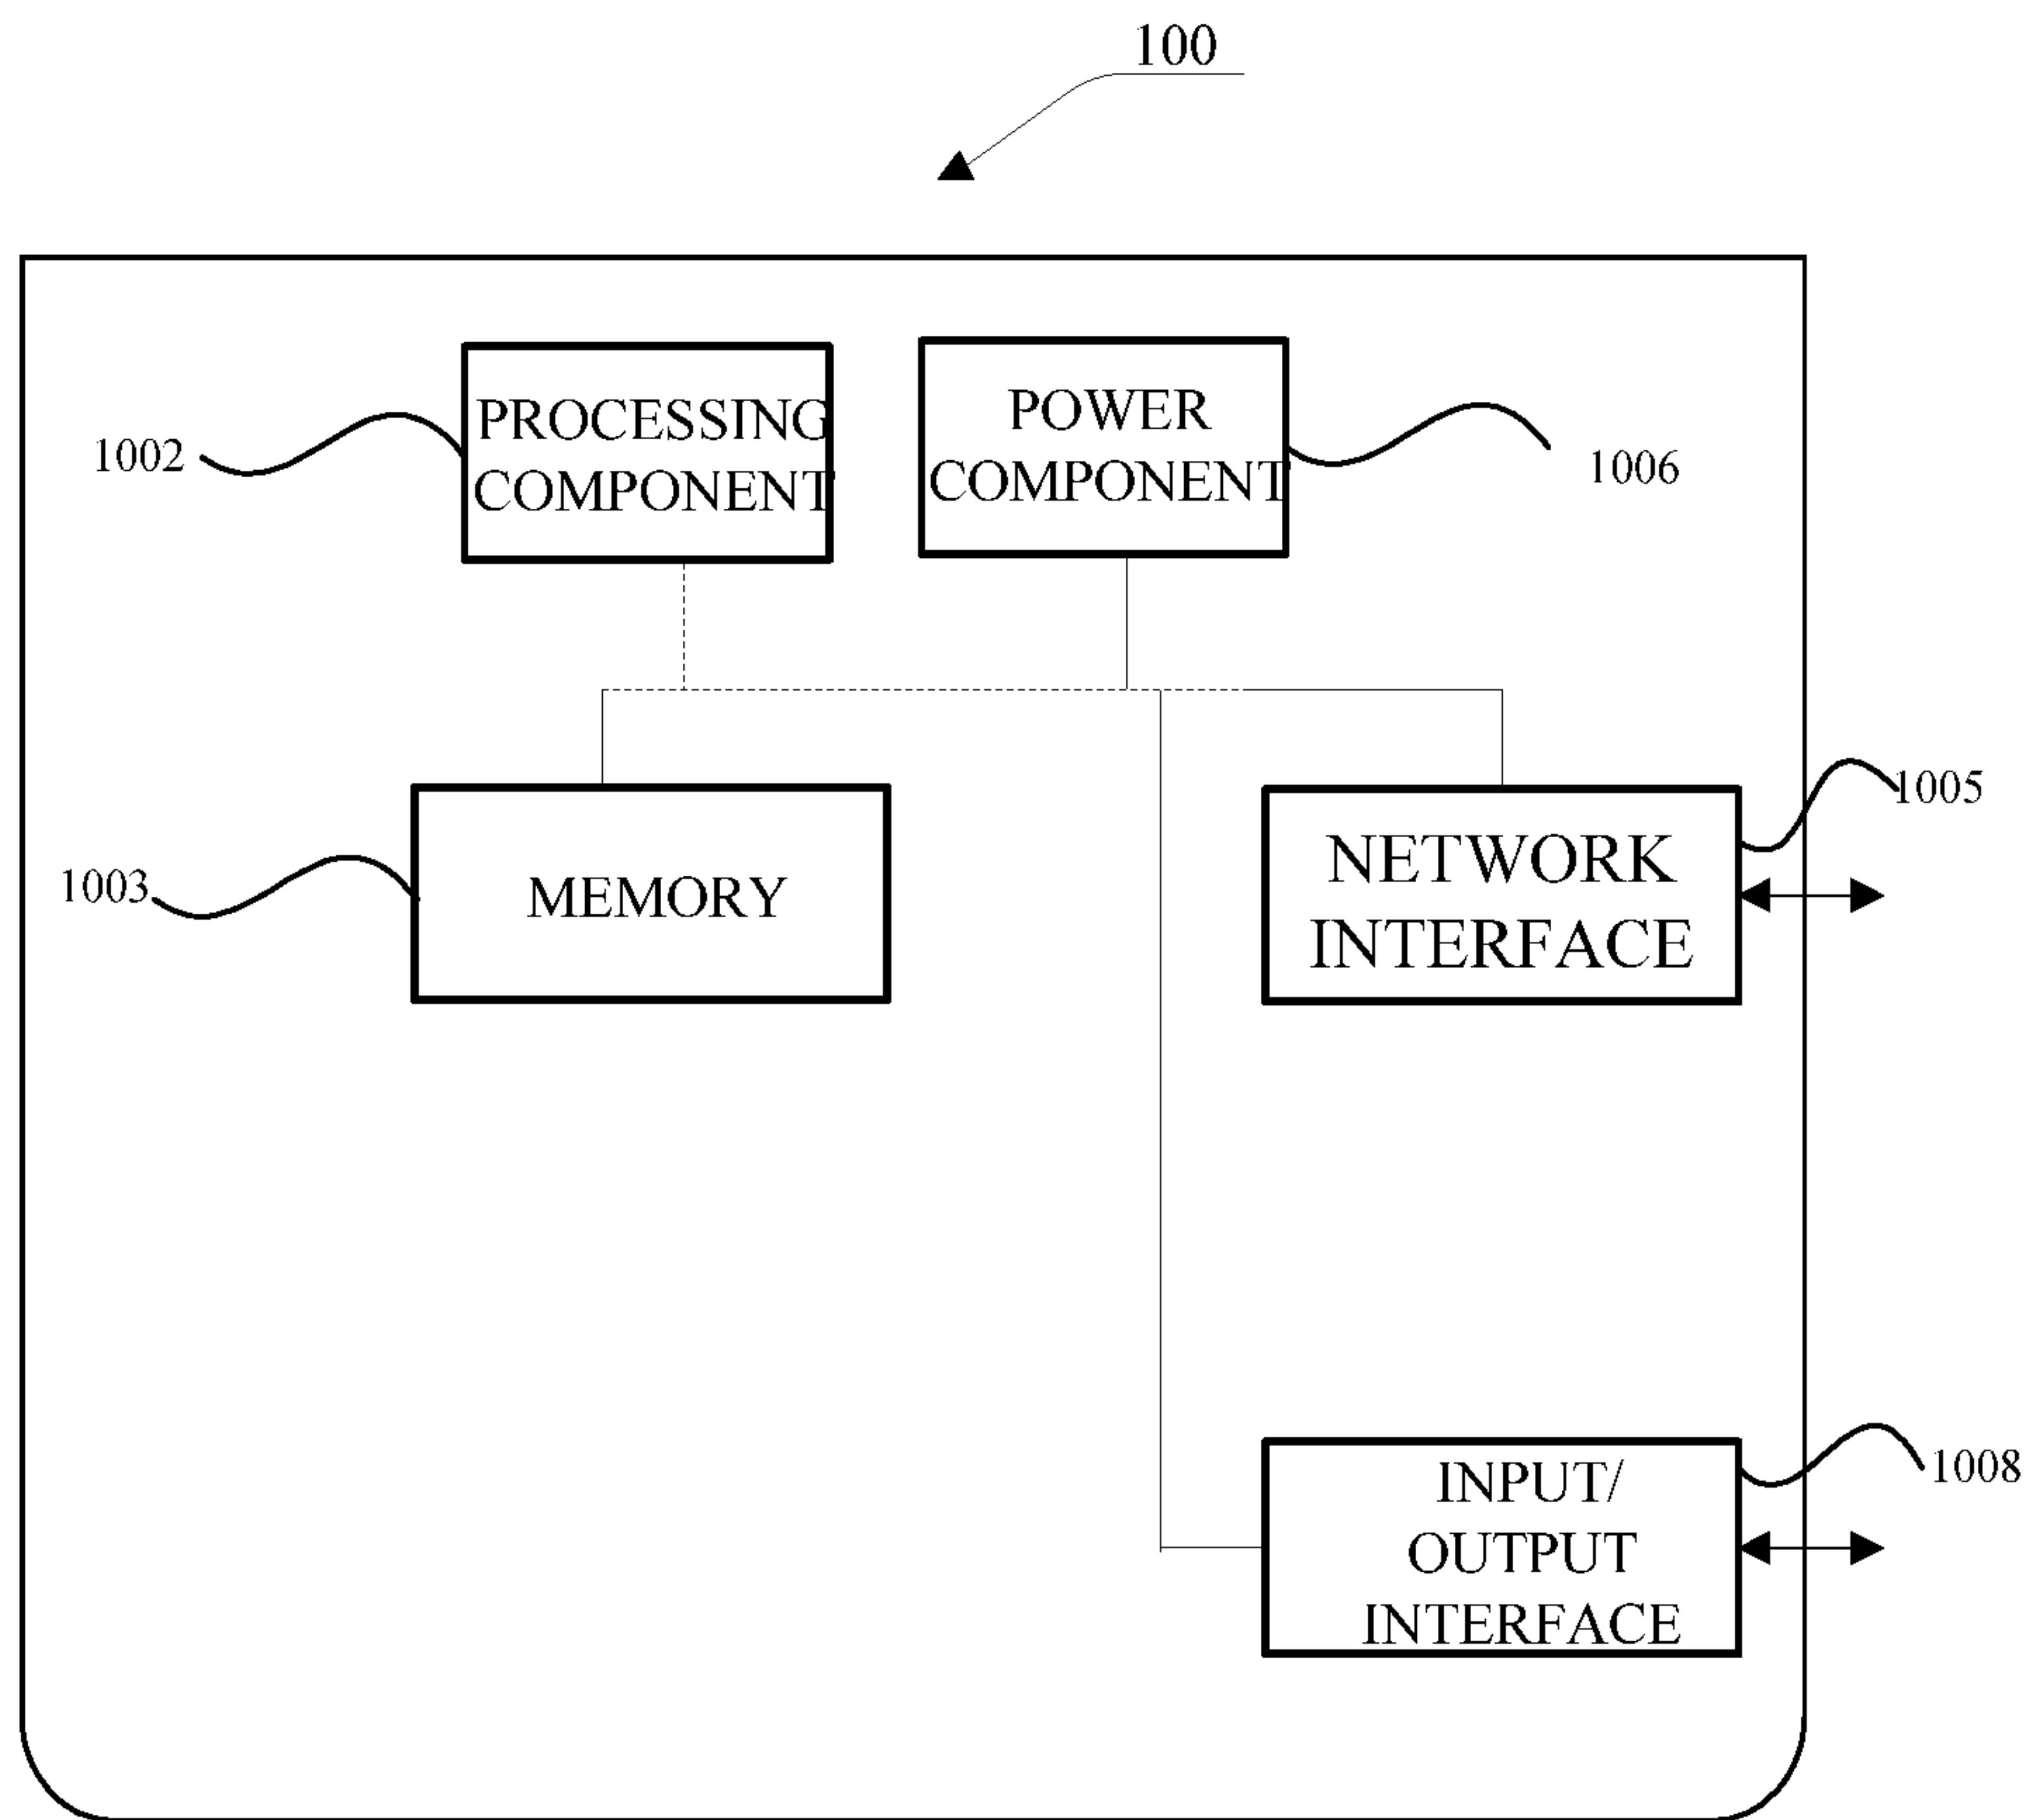 100
PROCESSING
COMPONENT
POWER
COMPONENT
1002
1006
1003
MEMORY
NETWORK
INTERFACE
1005
INPUT/
OUTPUT
INTERFACE
1008